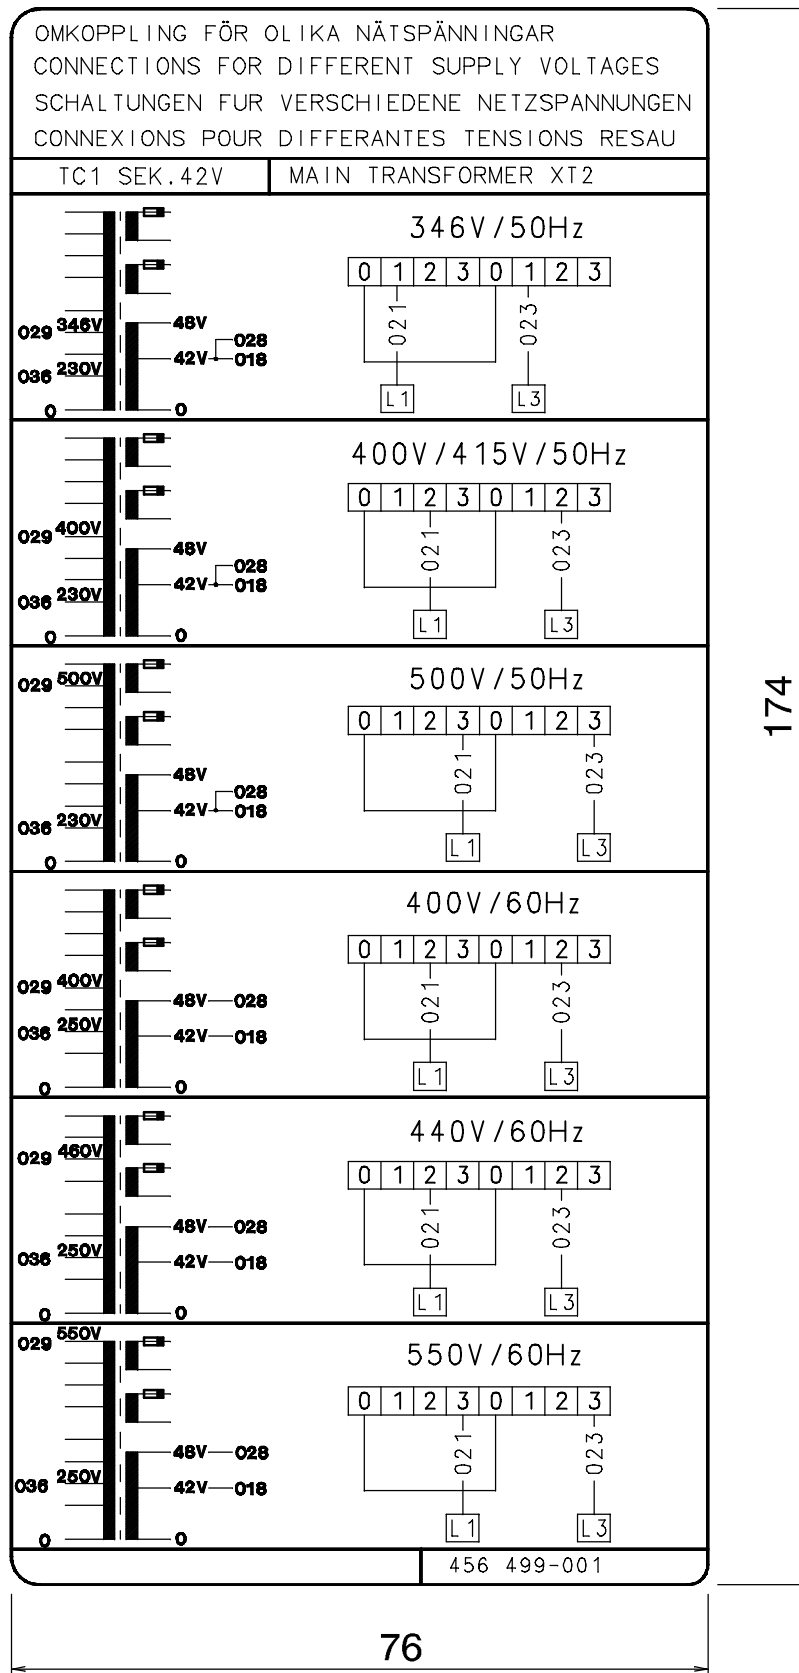 OMKOPPLING FÖR OLIKA NÄTSPÄNNINGAR
CONNECTIONS FOR DIFFERENT SUPPLY VOLTAGES
SCHALTUNGEN FUR VERSCHIEDENE NETZSPANNUNGEN
CONNEXIONS POUR DIFFERANTES TENSIONS RESAU
TC1 SEK.42V
MAIN TRANSFORMER XT2
346V/50Hz
0 1 2 3 0 1 2 3
029 346V
036 230V
0
48V
028
42V 018
0
021
023
L1
L3
400V/415V/50Hz
0 1 2 3 0 1 2 3
029 400V
036 230V
0
48V
028
42V 018
0
021
023
L1
L3
500V/50Hz
0 1 2 3 0 1 2 3
029 500V
036 230V
0
48V
028
42V 018
0
021
023
L1
L3
400V/60Hz
0 1 2 3 0 1 2 3
029 400V
036 250V
0
48V 028
42V 018
0
021
023
L1
L3
440V/60Hz
0 1 2 3 0 1 2 3
029 460V
036 250V
0
48V 028
42V 018
0
021
023
L1
L3
550V/60Hz
0 1 2 3 0 1 2 3
029 550V
036 250V
0
48V 028
42V 018
0
021
023
L1
L3
456 499-001
174
76